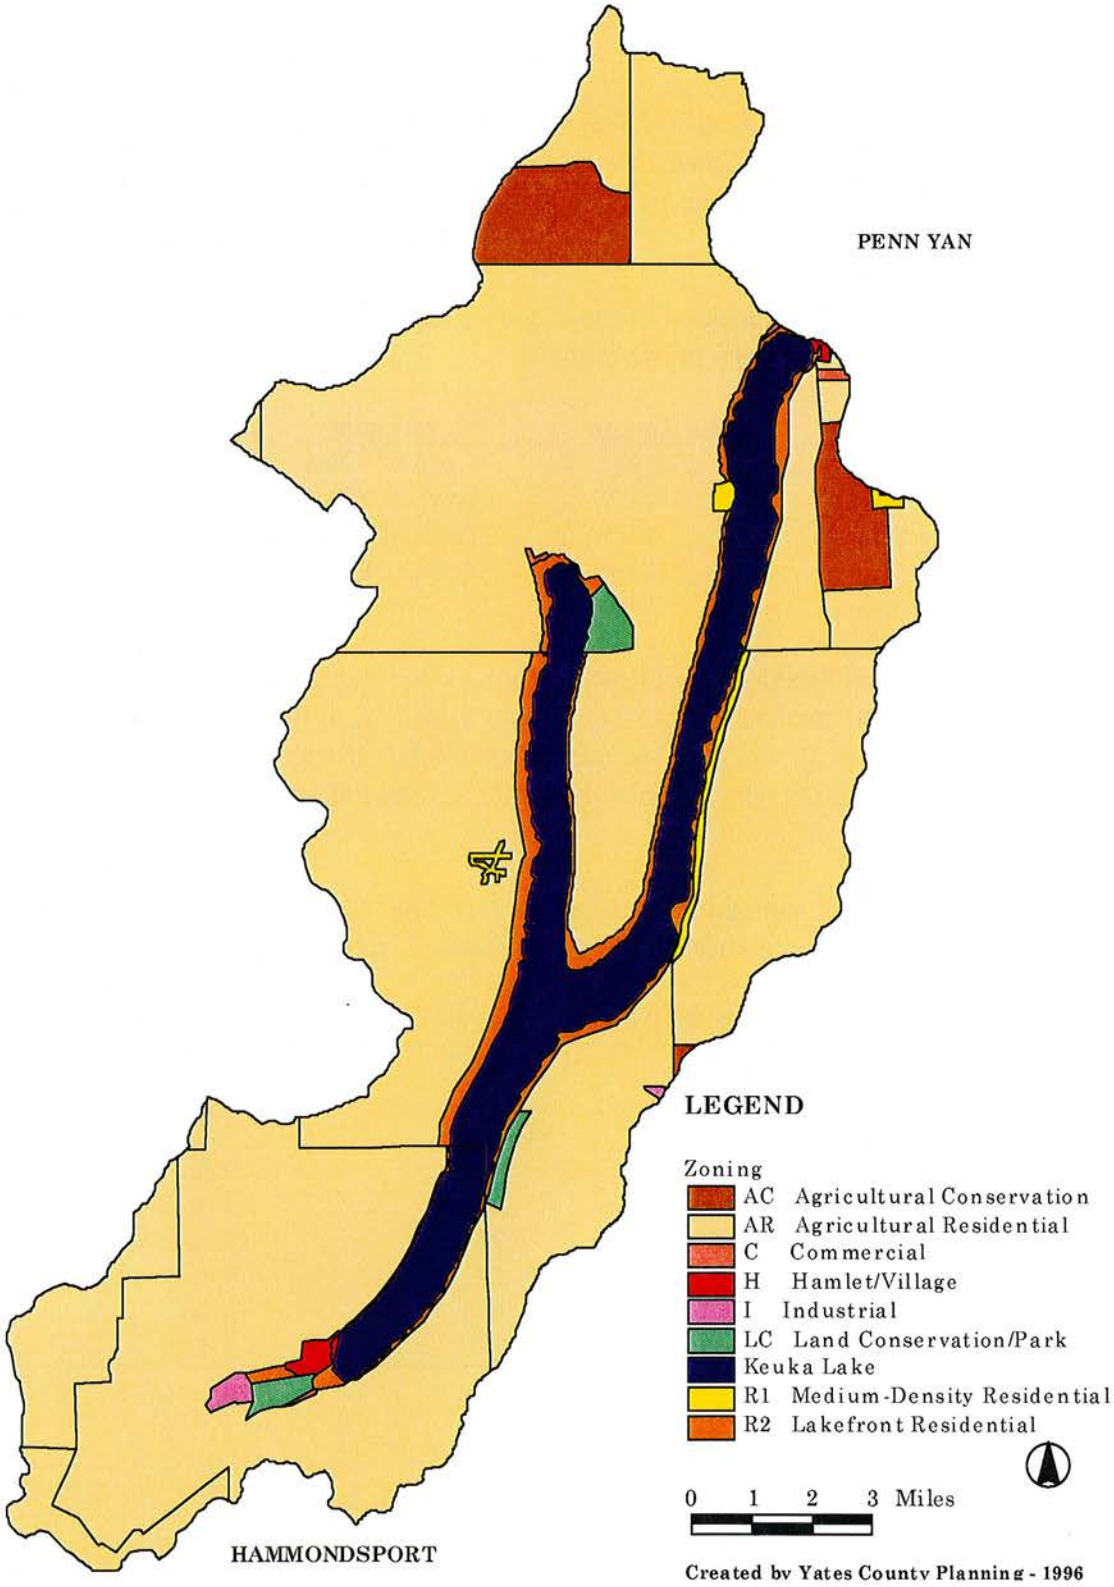 PENN YAN
LEGEND
Zoning
AC Agricultural Conservation
AR Agricultural Residential
C Commercial
H Hamlet/Village
I Industrial
LC Land Conservation/Park
Keuka Lake
R1 Medium-Density Residential
R2 Lakefront Residential
0 1 2 3 Miles
HAMMONDSPORT
Created by Yates County Planning - 1996